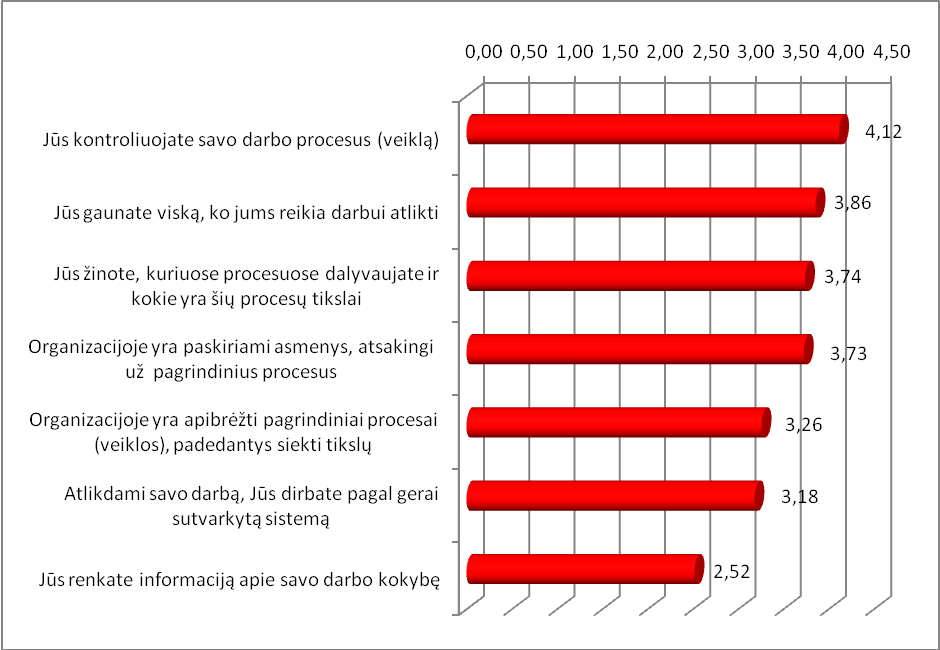 0,00 0,50 1,00 1,50 2,00 2,50 3,00 3,50 4,00 4,50
Jūs kontroliuojate savo darbo procesus (veiklą)
4,12
Jūs gaunate viską, ko jums reikia darbui atlikti
3,86
Jūs žinote, kuriuose procesuose dalyvaujate ir
kokie yra šių procesų tikslai
3,74
Organizacijoje yra paskiriami asmenys, atsakingi
už pagrindinius procesus
3,73
Organizacijoje yra apibrėžti pagrindiniai procesai
(veiklos), padedantys siekti tikslų
3,26
Atlikdami savo darbą, Jūs dirbate pagal gerai
sutvarkytą sistemą
3,18
Jūs renkate informaciją apie savo darbo kokybę
2,52